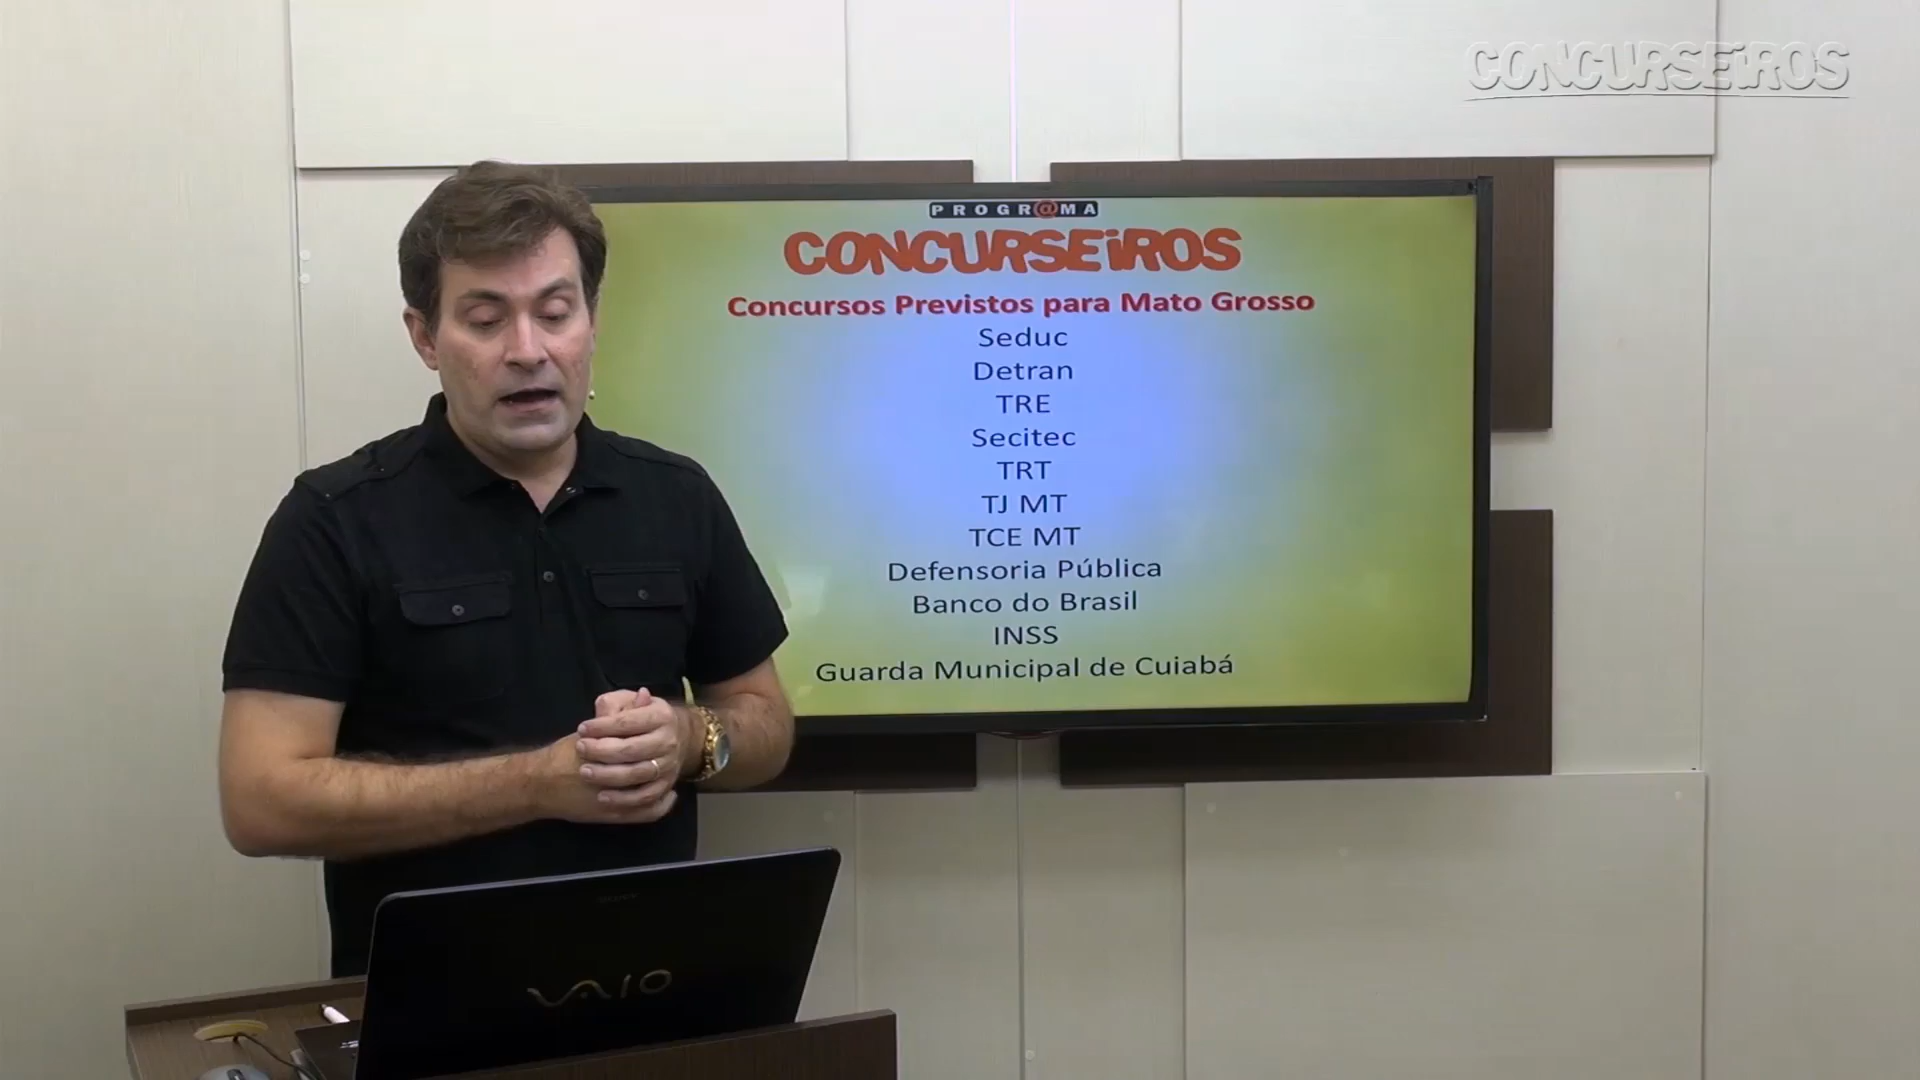 CONCURSEiROS
PROGR@MA
CONCURSEiROS
Concursos Previstos para Mato Grosso
Seduc
Detran
TRE
Secitec
TRT
TJ MT
TCE MT
Defensoria Pública
Banco do Brasil
INSS
Guarda Municipal de Cuiabá
SONY
VAIO